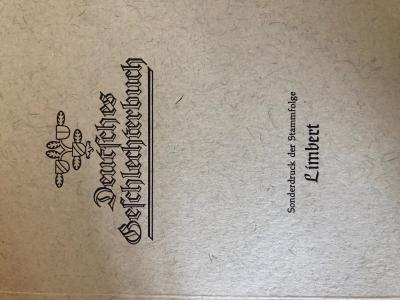 Deutsches
Geschlechterbuch
Sonderdruck der Stammfolge
Limbert